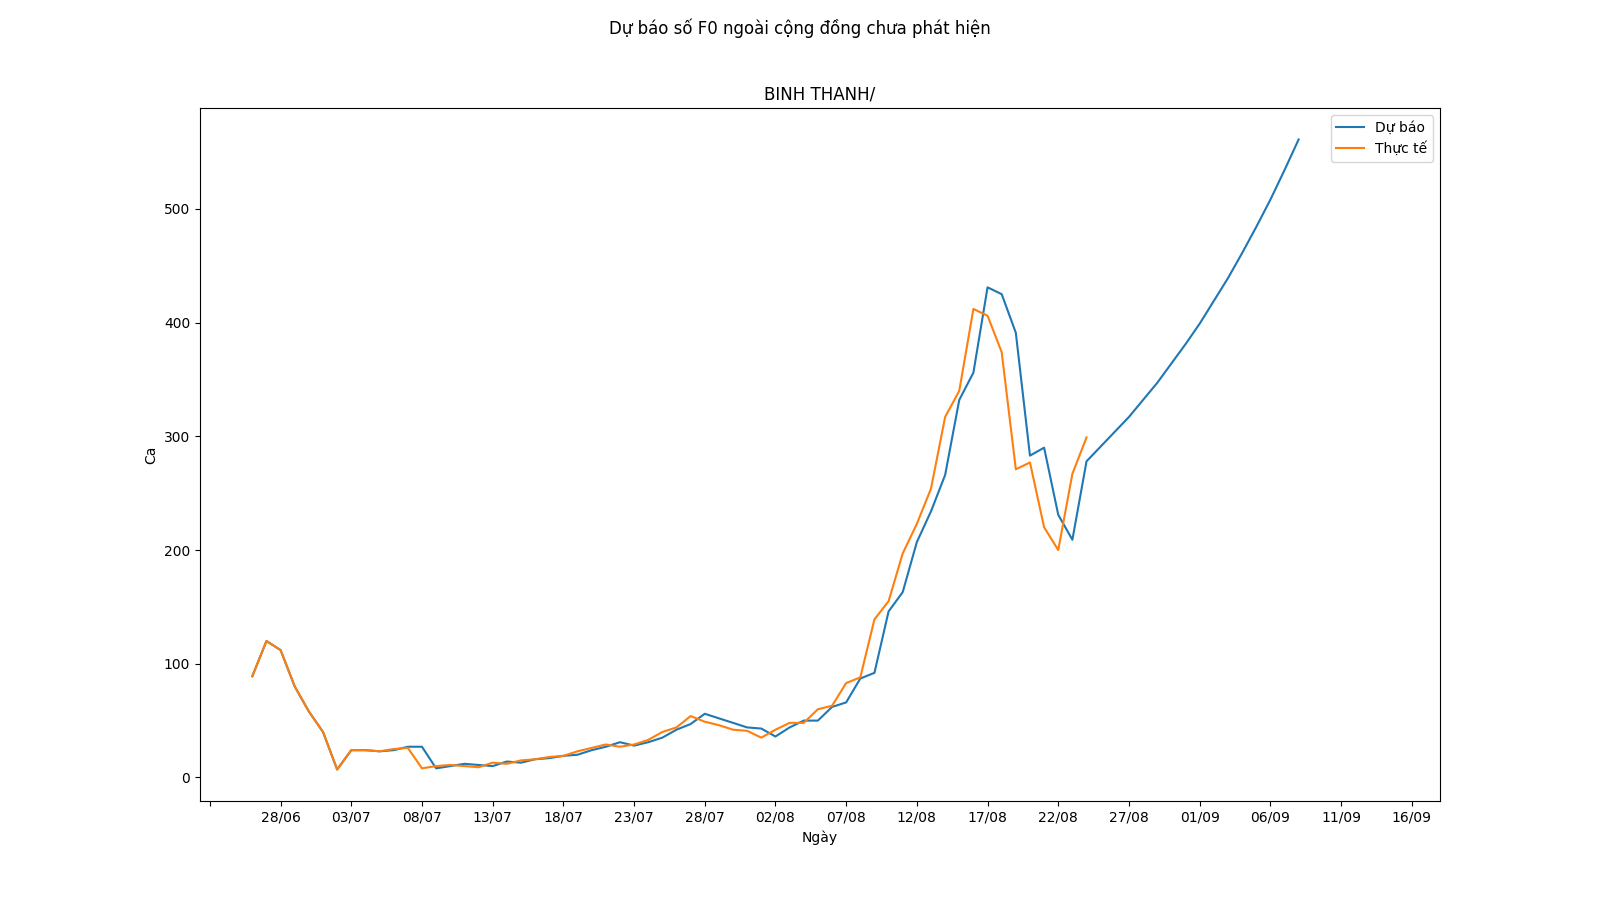 Dự báo số F0 ngoài cộng đồng chưa phát hiện
BINH THANH/
Dự báo
Thực tế
500
400
300
200
100
0
Ca
28/06 03/07 08/07 13/07 18/07 23/07 28/07 02/08 07/08 12/08 17/08 22/08 27/08 01/09 06/09 11/09 16/09
Ngày